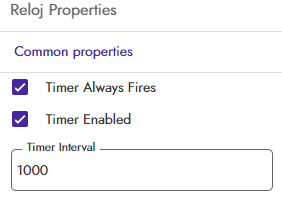 Reloj Properties
Common properties
Timer Always Fires
Timer Enabled
Timer Interval
1000